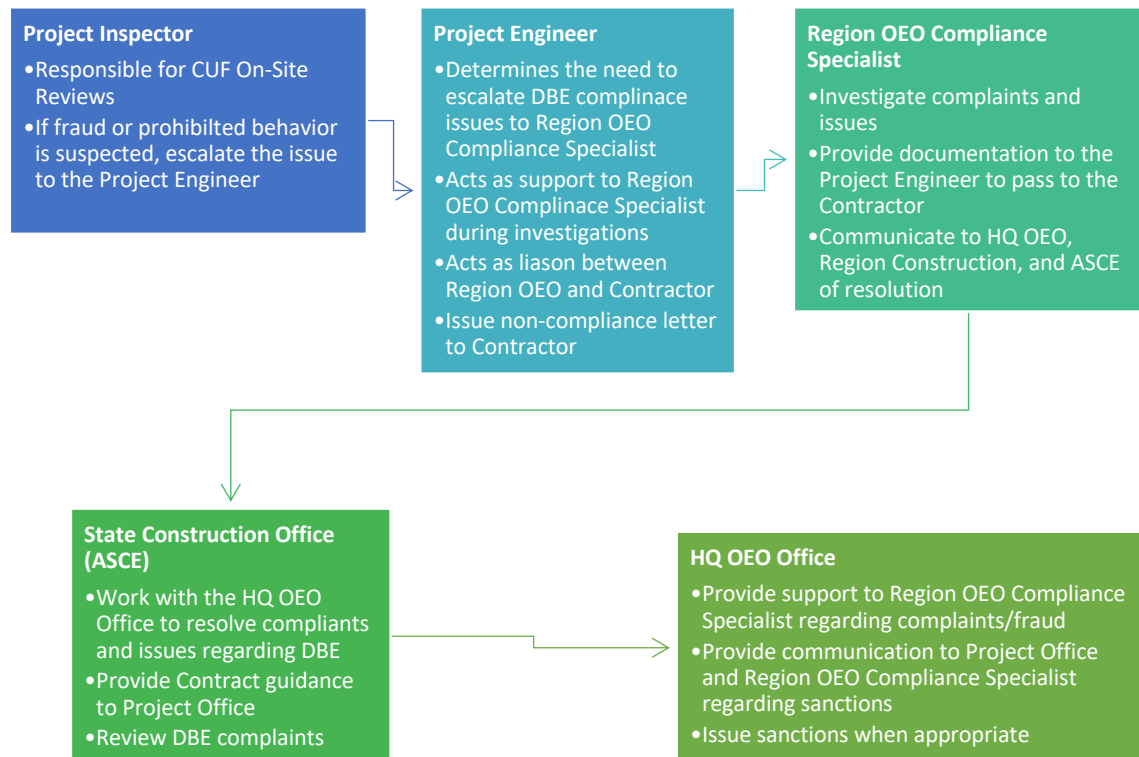 Project Inspector
•Responsible for CUF On-Site
Reviews
•If fraud or prohibilted behavior
is suspected, escalate the issue
to the Project Engineer
Project Engineer
•Determines the need to
escalate DBE complinace
issues to Region OEO
Compliance Specialist
•Acts as support to Region
OEO Complinace Specialist
during investigations
•Acts as liason between
Region OEO and Contractor
•Issue non-compliance letter
to Contractor
Region OEO Compliance
Specialist
•Investigate complaints and
issues
•Provide documentation to the
Project Engineer to pass to the
Contractor
•Communicate to HQ OEO,
Region Construction, and ASCE
of resolution
State Construction Office
(ASCE)
•Work with the HQ OEO
Office to resolve compliants
and issues regarding DBE
•Provide Contract guidance
to Project Office
•Review DBE complaints
HQ OEO Office
•Provide support to Region OEO Compliance
Specialist regarding complaints/fraud
•Provide communication to Project Office
and Region OEO Compliance Specialist
regarding sanctions
•Issue sanctions when appropriate